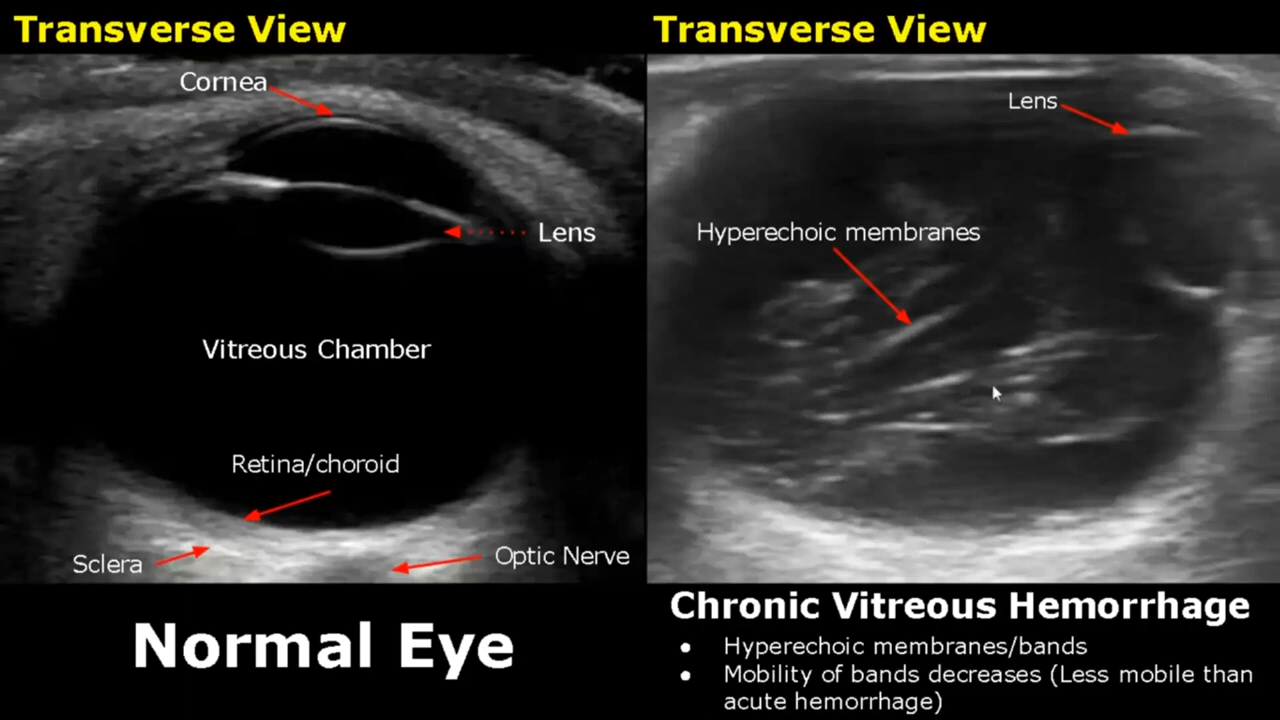 Transverse View
Cornea
Lens
Vitreous Chamber
Retina/choroid
Sclera
Optic Nerve
Normal Eye
Transverse View
Lens
Hyperechoic membranes
Chronic Vitreous Hemorrhage
● Hyperechoic membranes/bands
● Mobility of bands decreases (Less mobile than
acute hemorrhage)